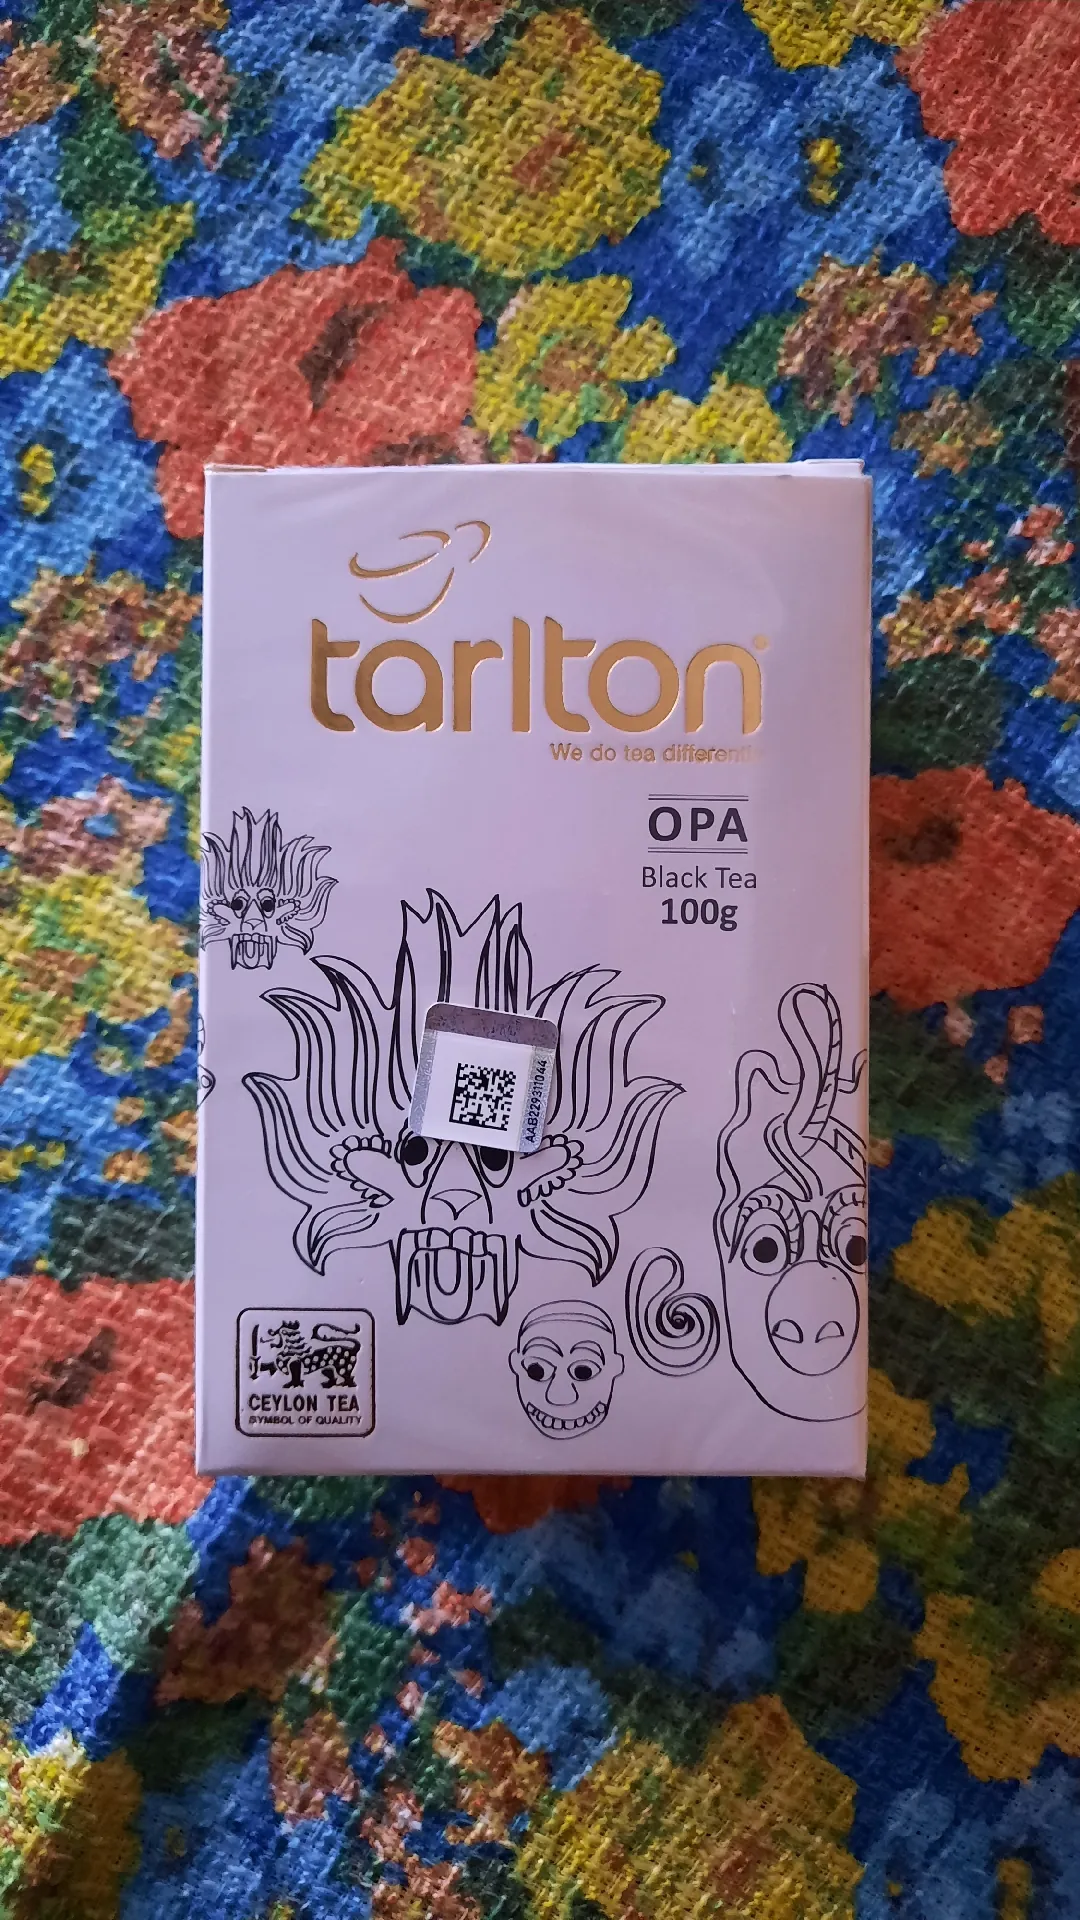 tarlton®
We do tea differently
OPA
Black Tea
100g
AAB229311044
CEYLON TEA
SYMBOL OF QUALITY